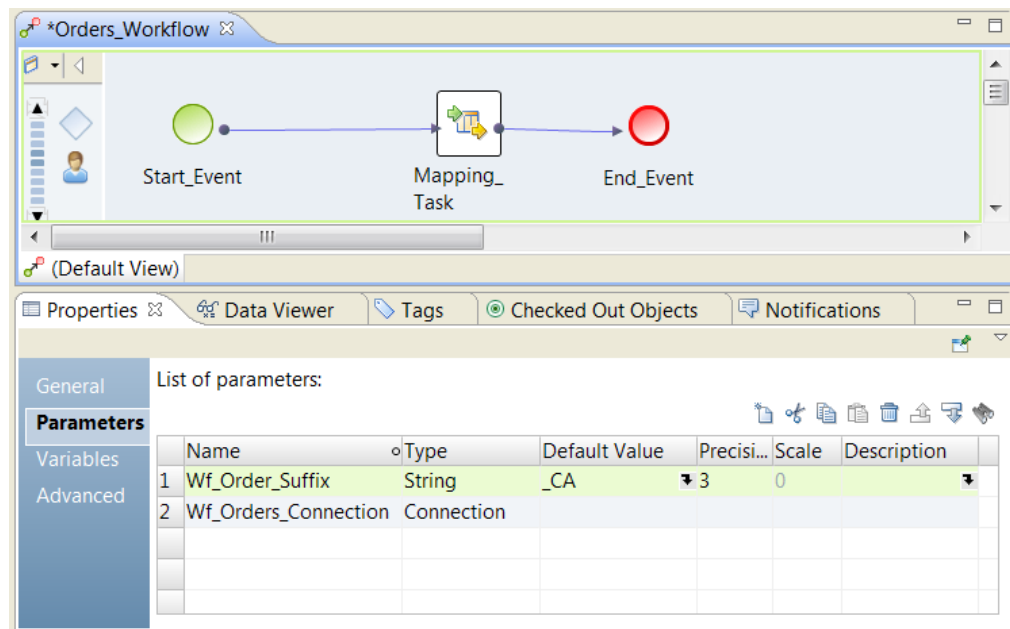 *Orders_Workflow
Start_Event
Mapping_
Task
End_Event
(Default View)
Properties Data Viewer Tags Checked Out Objects Notifications
General
Parameters
Variables
Advanced
List of parameters:
Name Type Default Value Precisi... Scale Description
1 Wf_Order_Suffix String _CA 3 0
2 Wf_Orders_Connection Connection